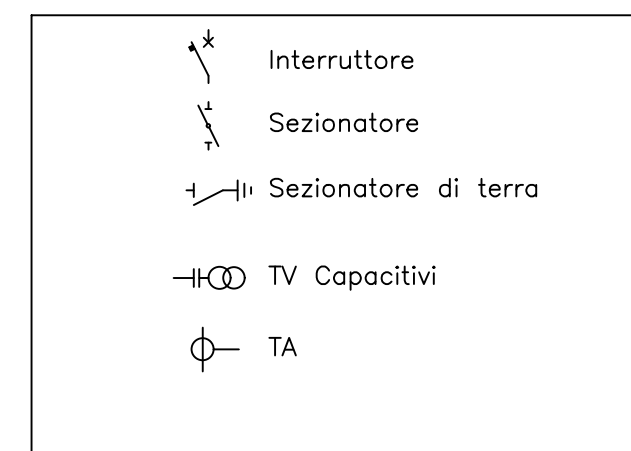 Interruttore
Sezionatore
Sezionatore di terra
TV Capacitivi
TA